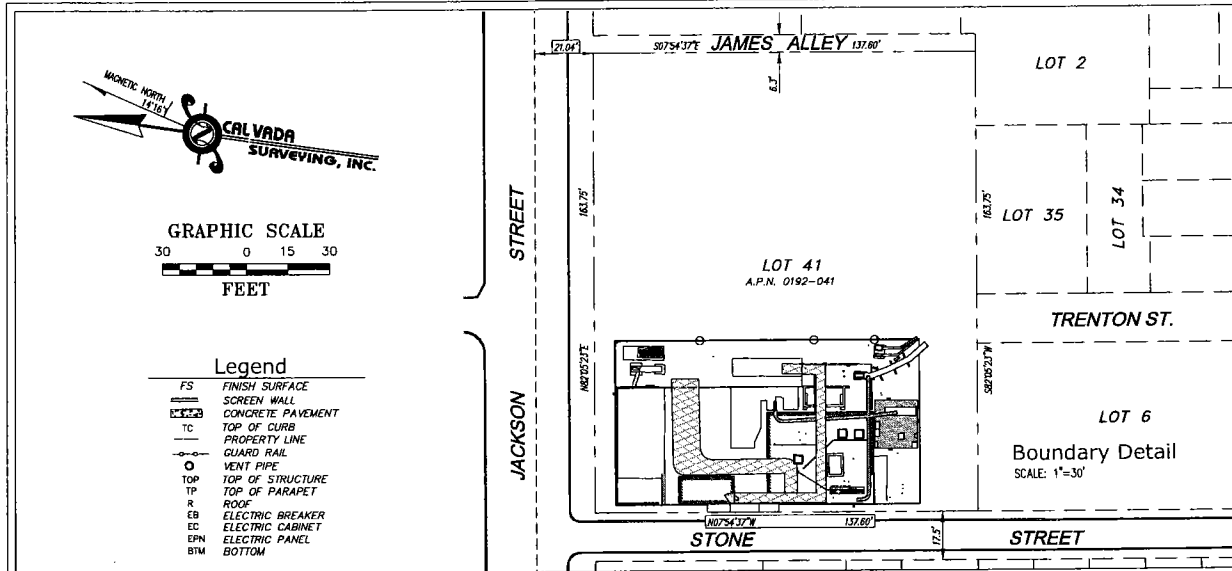 MAGNETIC NORTH
14°16'
CAL VADA
SURVEYING, INC.
GRAPHIC SCALE
30 0 15 30
FEET
Legend
FS FINISH SURFACE
SCREEN WALL
CONCRETE PAVEMENT
TC TOP OF CURB
PROPERTY LINE
GUARD RAIL
VENT PIPE
TOP TOP OF STRUCTURE
TP TOP OF PARAPET
R ROOF
EB ELECTRIC BREAKER
EC ELECTRIC CABINET
EPN ELECTRIC PANEL
BTM BOTTOM
JACKSON STREET
21.04'
S07°54'37"E JAMES ALLEY 137.60'
6.3'
163.75'
N82°05'23"E
LOT 41
A.P.N. 0192-041
163.75'
S82°05'23"W
LOT 2
LOT 35
LOT 34
TRENTON ST.
LOT 6
Boundary Detail
SCALE: 1"=30'
N07°54'37"W 137.60'
17.5'
STONE STREET